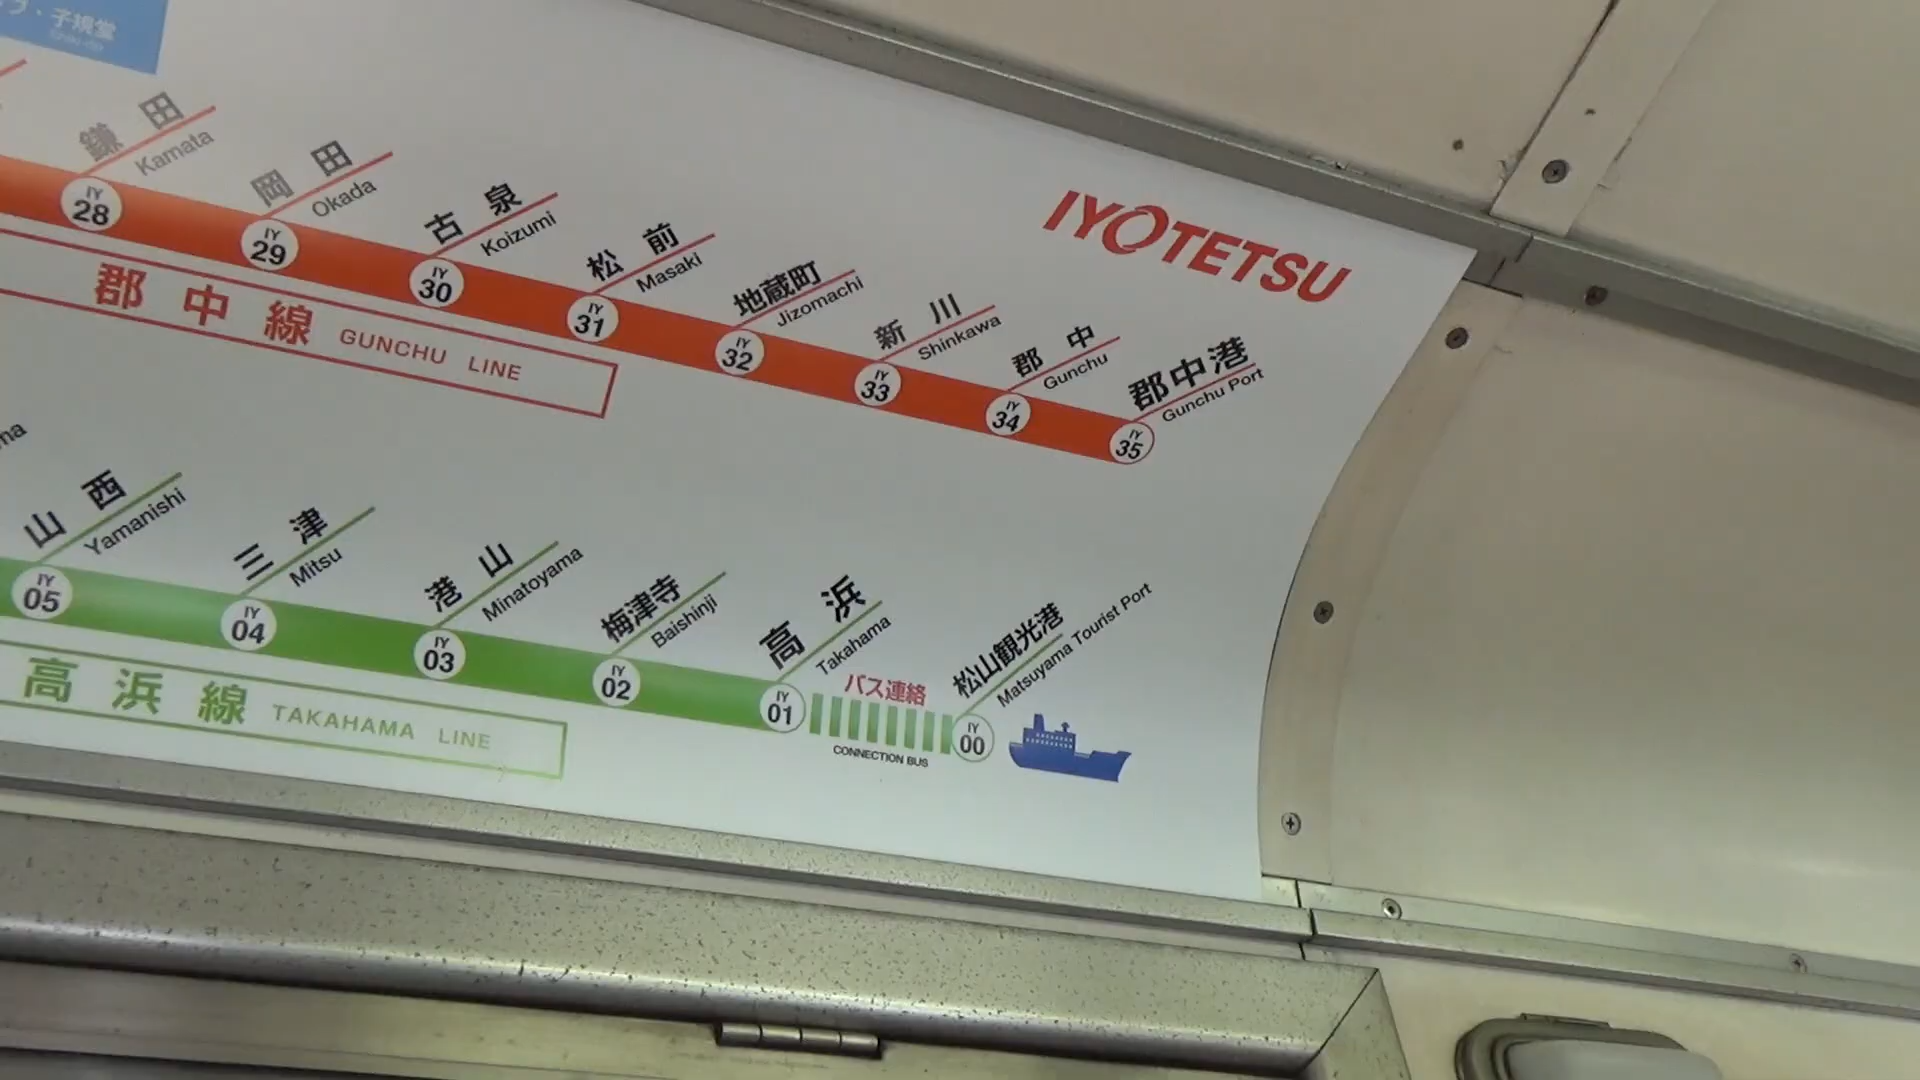 子規堂
鎌田
Kamata
岡田
Okada
古泉
Koizumi
松前
Masaki
地蔵町
Jizomachi
新川
Shinkawa
郡中
Gunchu
郡中港
Gunchu Port
IYOTETSU
IY 28
IY 29
IY 30
IY 31
IY 32
IY 33
IY 34
IY 35
郡中線 GUNCHU LINE
山西
Yamanishi
三津
Mitsu
港山
Minatoyama
梅津寺
Baishinji
高浜
Takahama
松山観光港
Matsuyama Tourist Port
IY 05
IY 04
IY 03
IY 02
IY 01
バス連絡
CONNECTION BUS
IY 00
高浜線 TAKAHAMA LINE